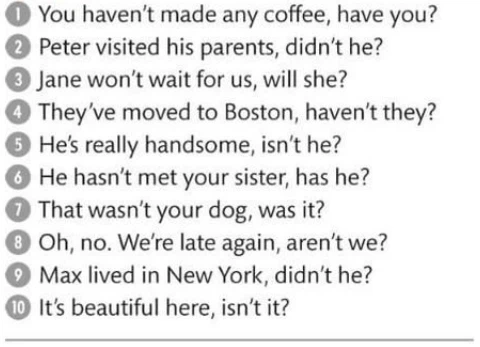 1 You haven't made any coffee, have you?
2 Peter visited his parents, didn't he?
3 Jane won't wait for us, will she?
4 They've moved to Boston, haven't they?
5 He's really handsome, isn't he?
6 He hasn't met your sister, has he?
7 That wasn't your dog, was it?
8 Oh, no. We're late again, aren't we?
9 Max lived in New York, didn't he?
10 It's beautiful here, isn't it?